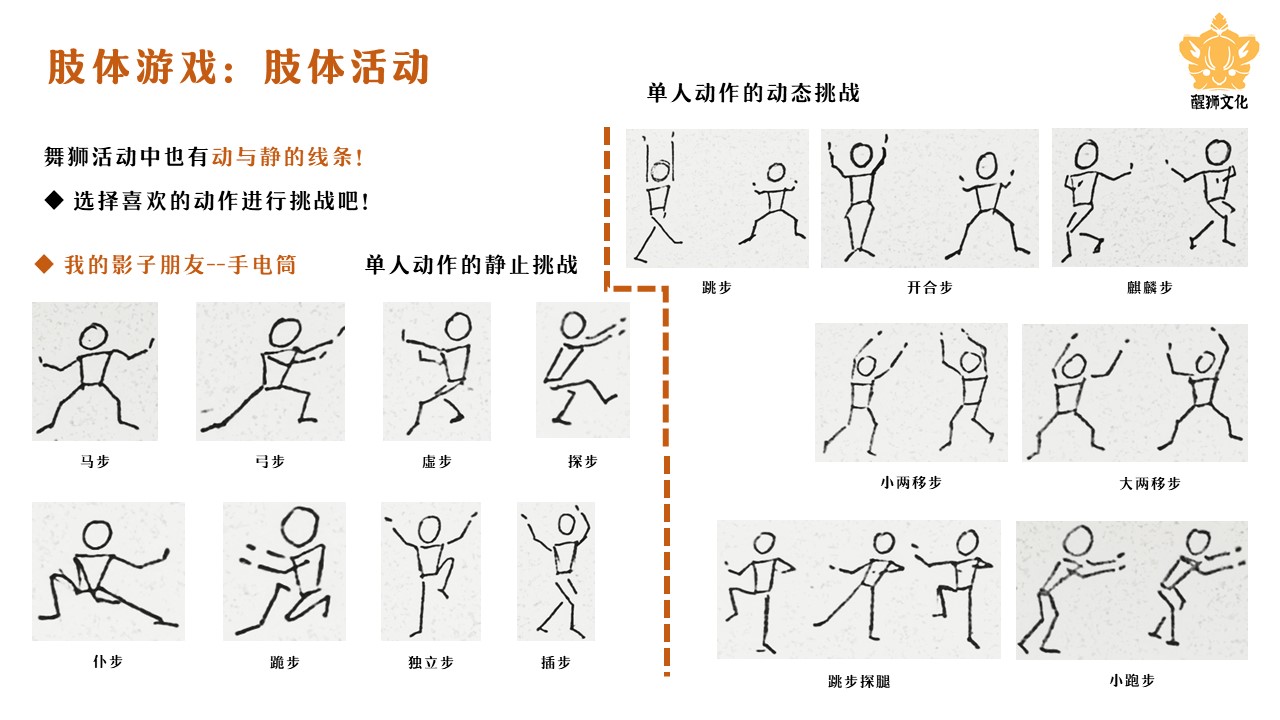 肢体游戏：肢体活动
醒狮文化
舞狮活动中也有动与静的线条！
◆ 选择喜欢的动作进行挑战吧！
◆ 我的影子朋友--手电筒
单人动作的静止挑战
马步
弓步
虚步
探步
仆步
跪步
独立步
插步
单人动作的动态挑战
跳步
开合步
麒麟步
小两移步
大两移步
跳步探腿
小跑步